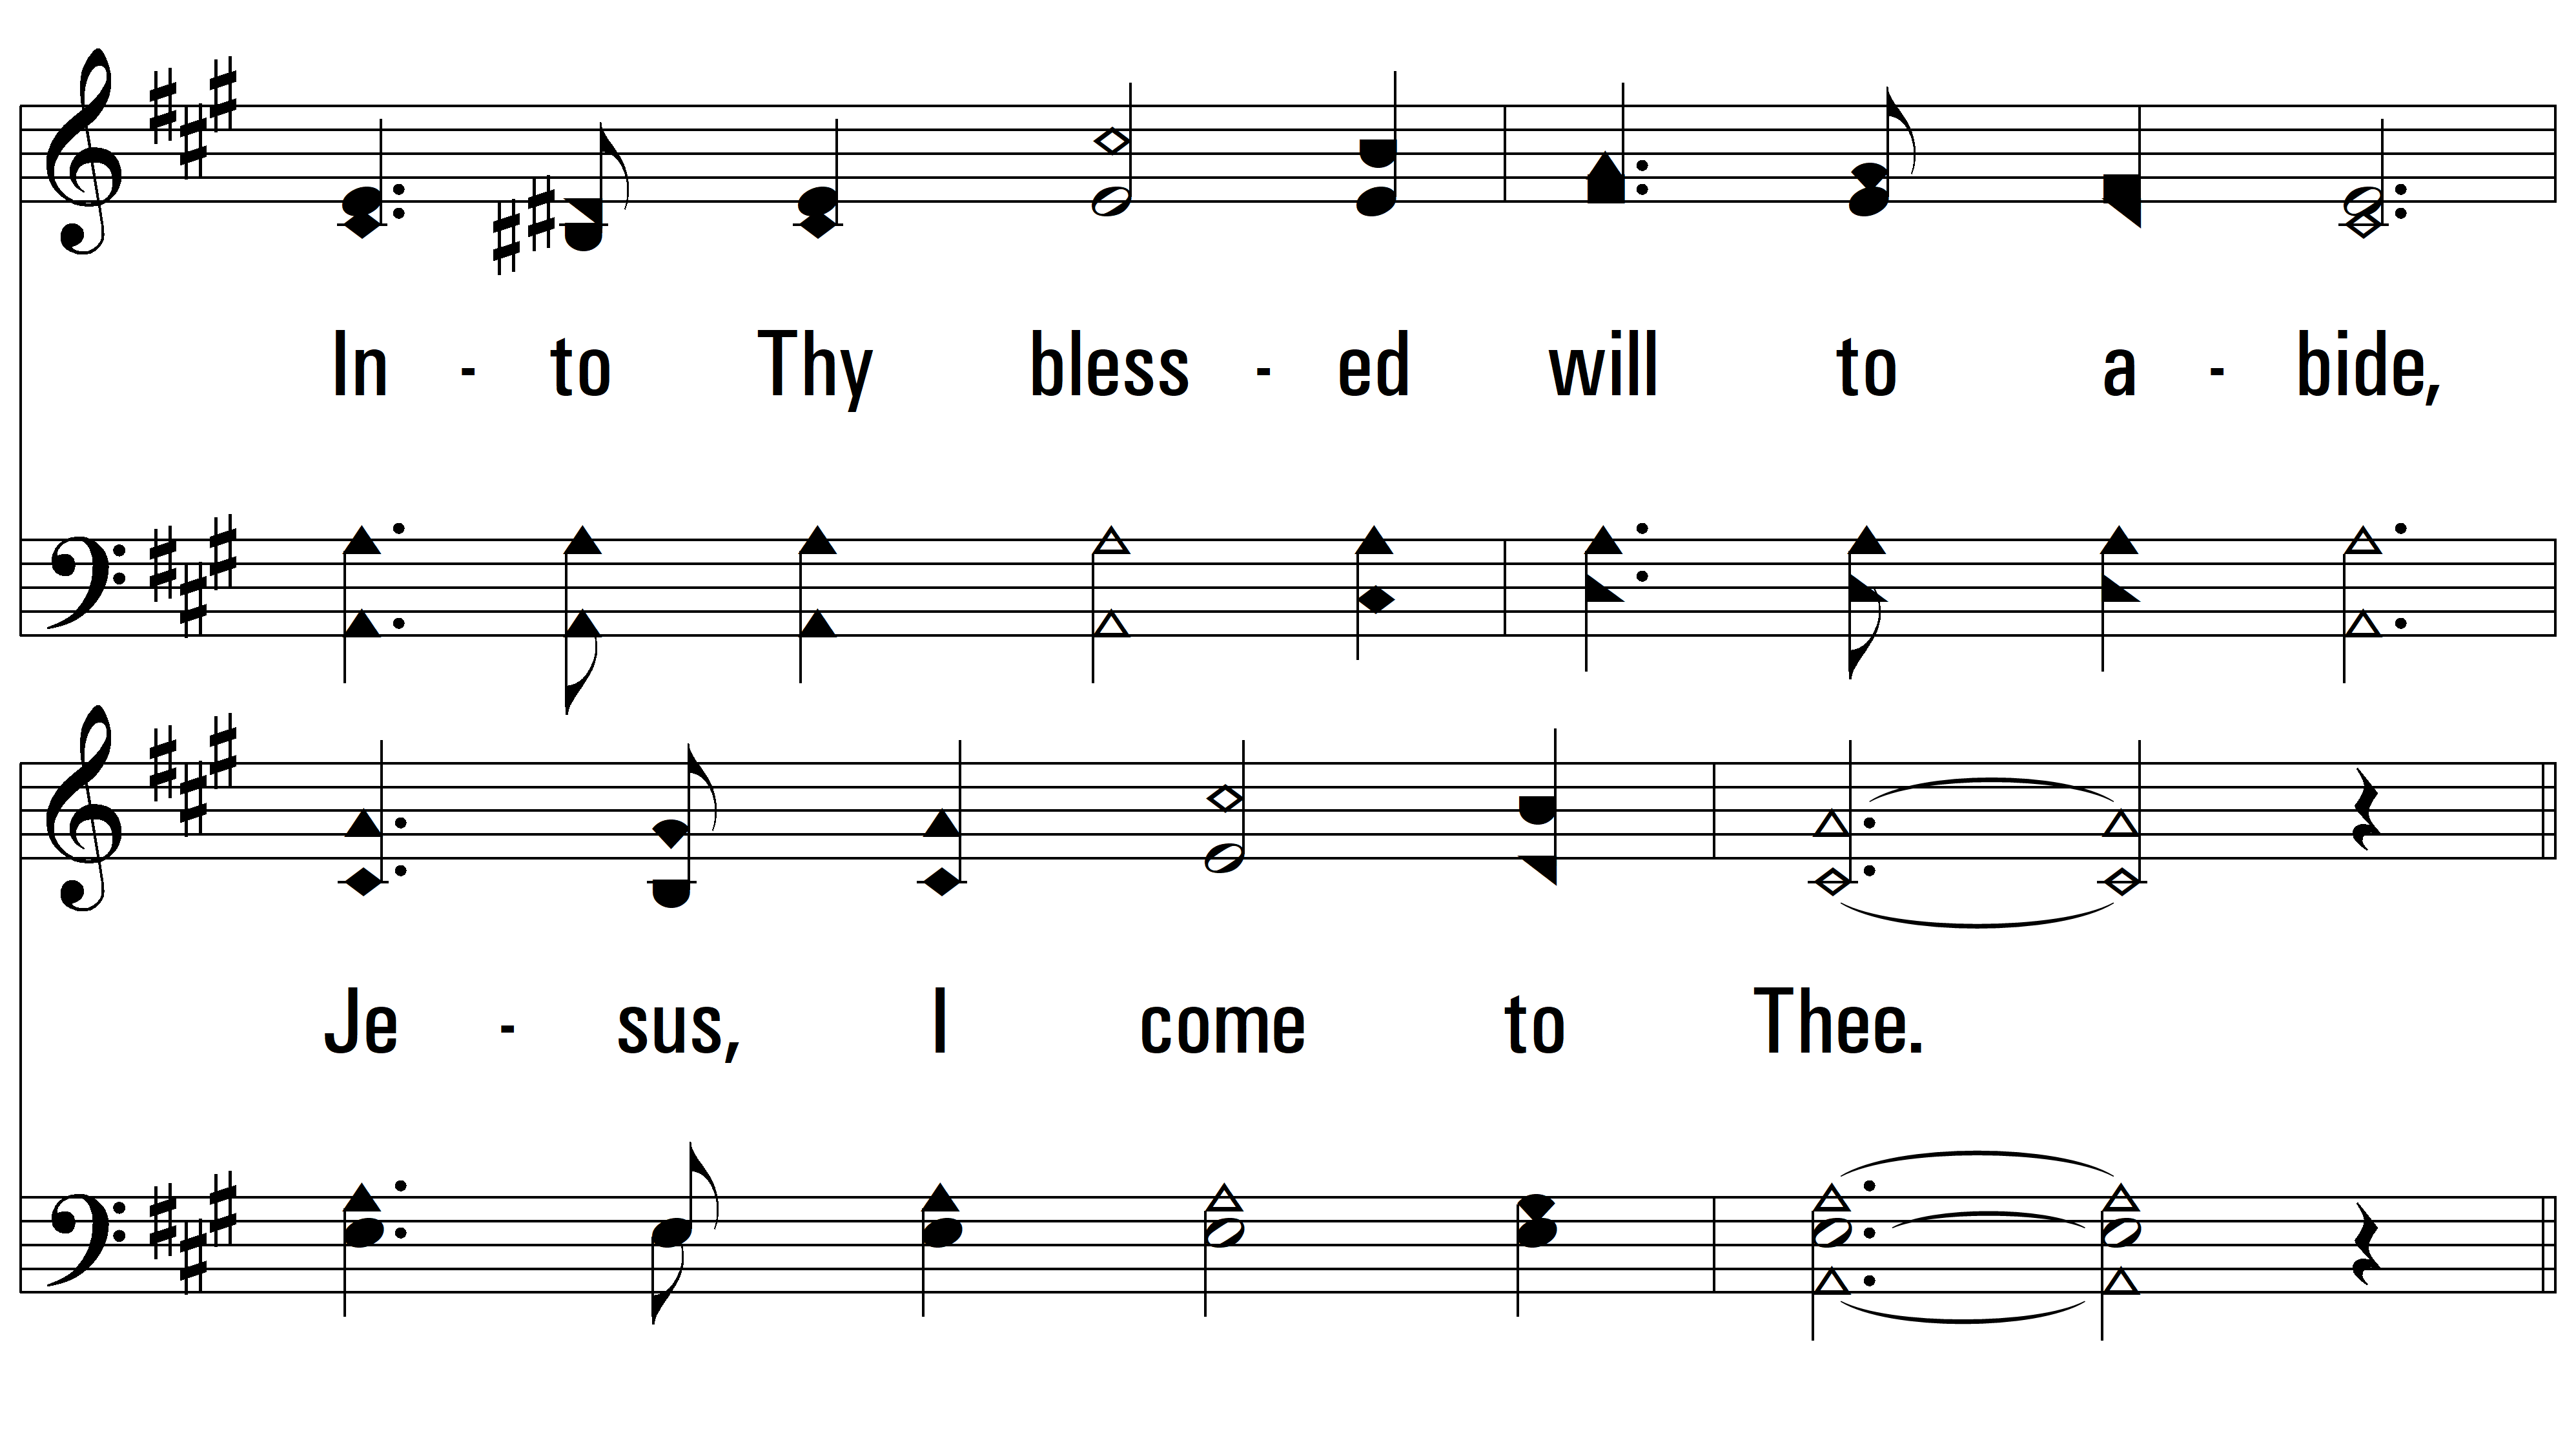 In - to Thy bless - ed will to a - bide,
Je - sus, I come to Thee.